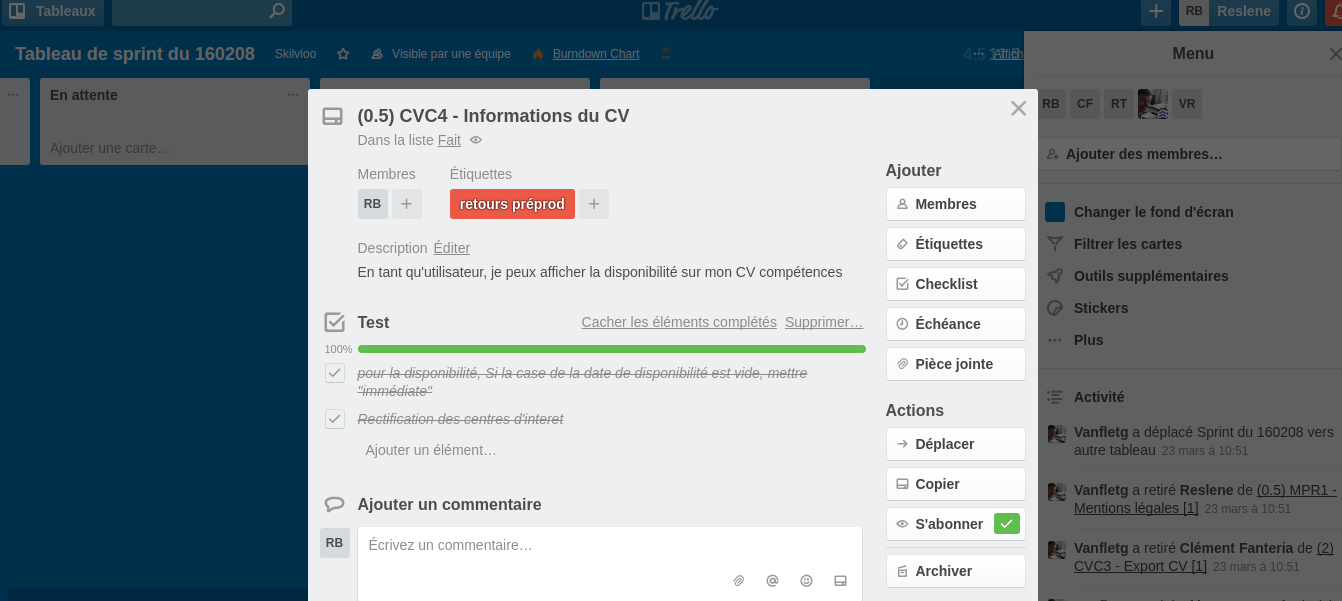 Tableaux
Trello
RB Reslene
Tableau de sprint du 160208 Skilvioo Visible par une équipe Burndown Chart
En attente
Ajouter une carte…
(0.5) CVC4 - Informations du CV
Dans la liste Fait
Membres Étiquettes
RB retours préprod
Description Éditer
En tant qu'utilisateur, je peux afficher la disponibilité sur mon CV compétences
Test Cacher les éléments complétés Supprimer…
100%
pour la disponibilité, Si la case de la date de disponibilité est vide, mettre
"immédiate"
Rectification des centres d'interet
Ajouter un élément…
Ajouter un commentaire
RB
Écrivez un commentaire…
Ajouter
Membres
Étiquettes
Checklist
Échéance
Pièce jointe
Actions
Déplacer
Copier
S'abonner
Archiver
Menu
RB CF RT VR
Ajouter des membres…
Changer le fond d'écran
Filtrer les cartes
Outils supplémentaires
Stickers
Plus
Activité
Vanfletg a déplacé Sprint du 160208 vers
autre tableau 23 mars à 10:51
Vanfletg a retiré Reslene de (0.5) MPR1 -
Mentions légales [1] 23 mars à 10:51
Vanfletg a retiré Clément Fanteria de (2)
CVC3 - Export CV [1] 23 mars à 10:51